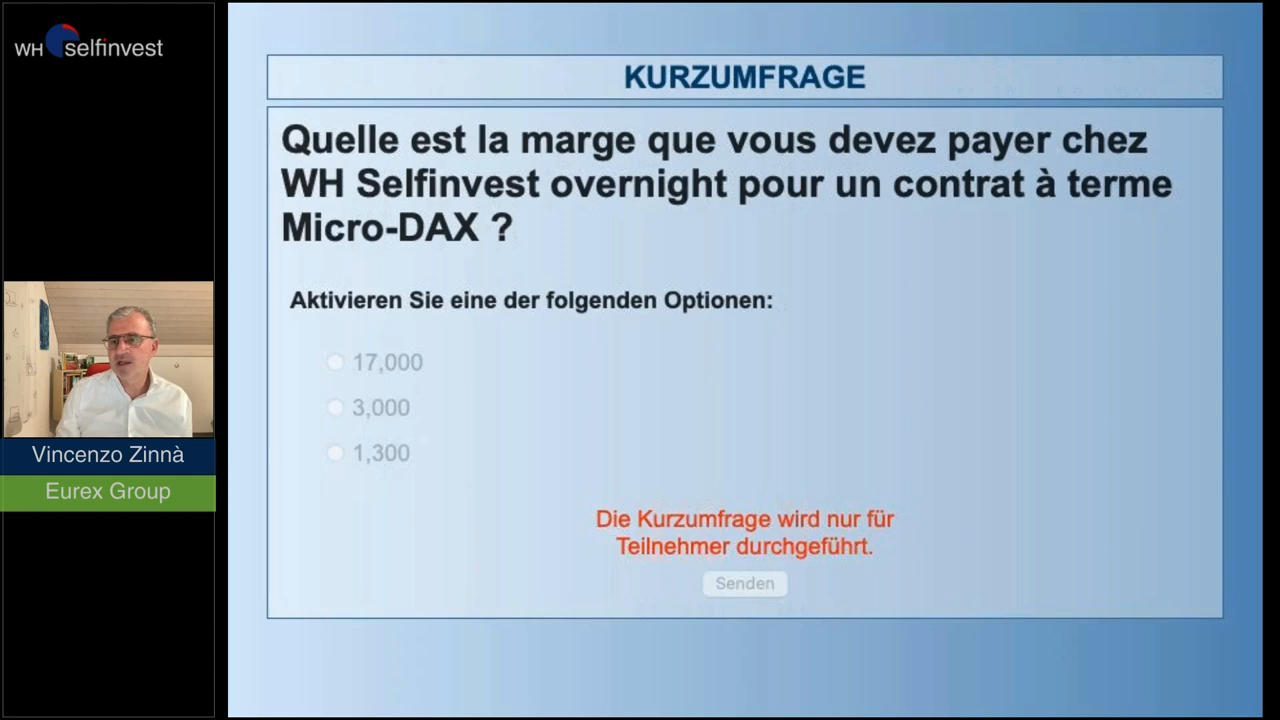 WH selfinvest
KURZUMFRAGE
Quelle est la marge que vous devez payer chez
WH Selfinvest overnight pour un contrat à terme
Micro-DAX ?
Aktivieren Sie eine der folgenden Optionen:
17,000
3,000
1,300
Die Kurzumfrage wird nur für
Teilnehmer durchgeführt.
Senden
Vincenzo Zinnà
Eurex Group